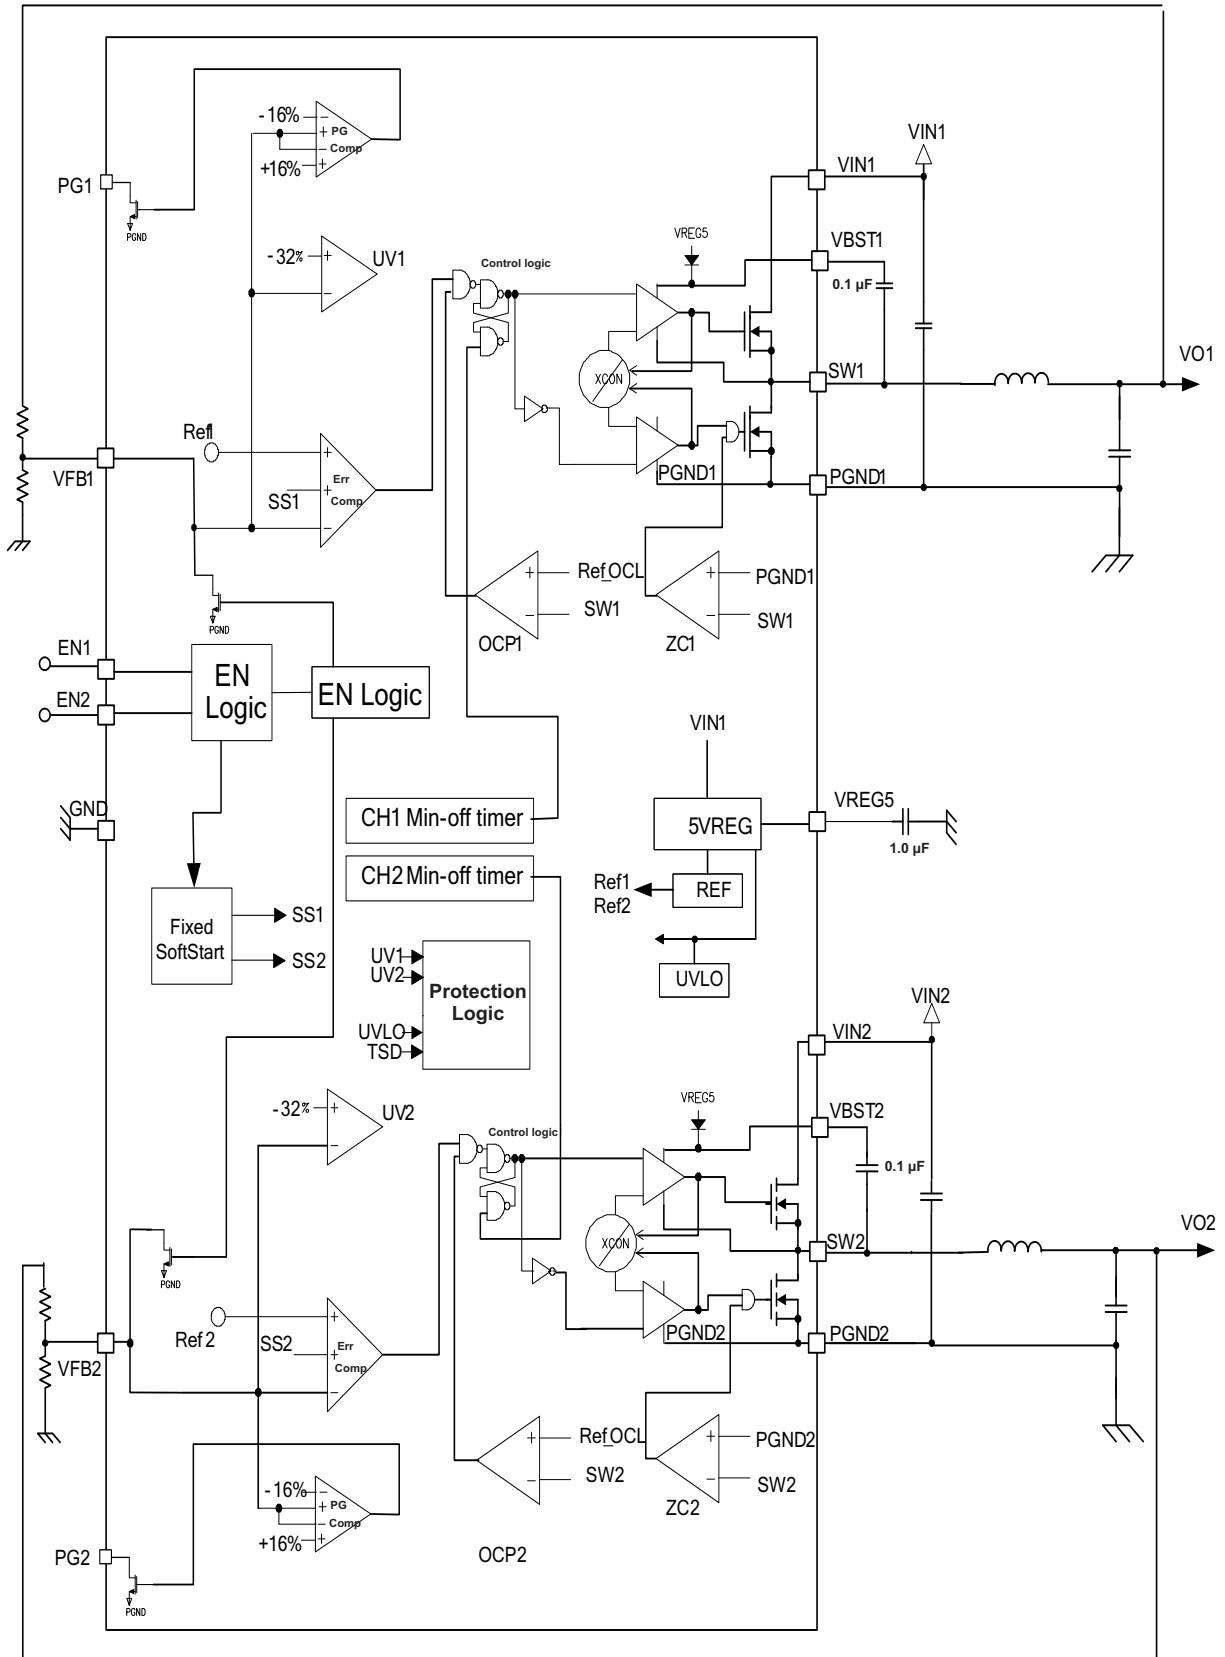 -16%
+ PG
Comp
+16%
VIN1
VIN1
PG1
PGND
VREG5
VBST1
-32%
UV1
Control logic
0.1 µF
XCON
SW1
VO1
Ref1
VFB1
Err
Comp
SS1
PGND1
PGND1
Ref_OCL
SW1
OCP1
PGND1
SW1
ZC1
PGND
EN1
EN2
EN
Logic
EN Logic
VIN1
GND
CH1 Min-off timer
5VREG
VREG5
1.0 µF
CH2 Min-off timer
Ref1
Ref2
REF
Fixed
SoftStart
SS1
SS2
UV1
UV2
Protection
Logic
UVLO
TSD
UVLO
VIN2
VIN2
-32%
UV2
VREG5
VBST2
Control logic
0.1 µF
XCON
SW2
VO2
PGND
Ref2
VFB2
SS2
Err
Comp
PGND2
PGND2
Ref_OCL
SW2
PGND2
SW2
ZC2
-16%
+ PG
Comp
+16%
OCP2
PG2
PGND